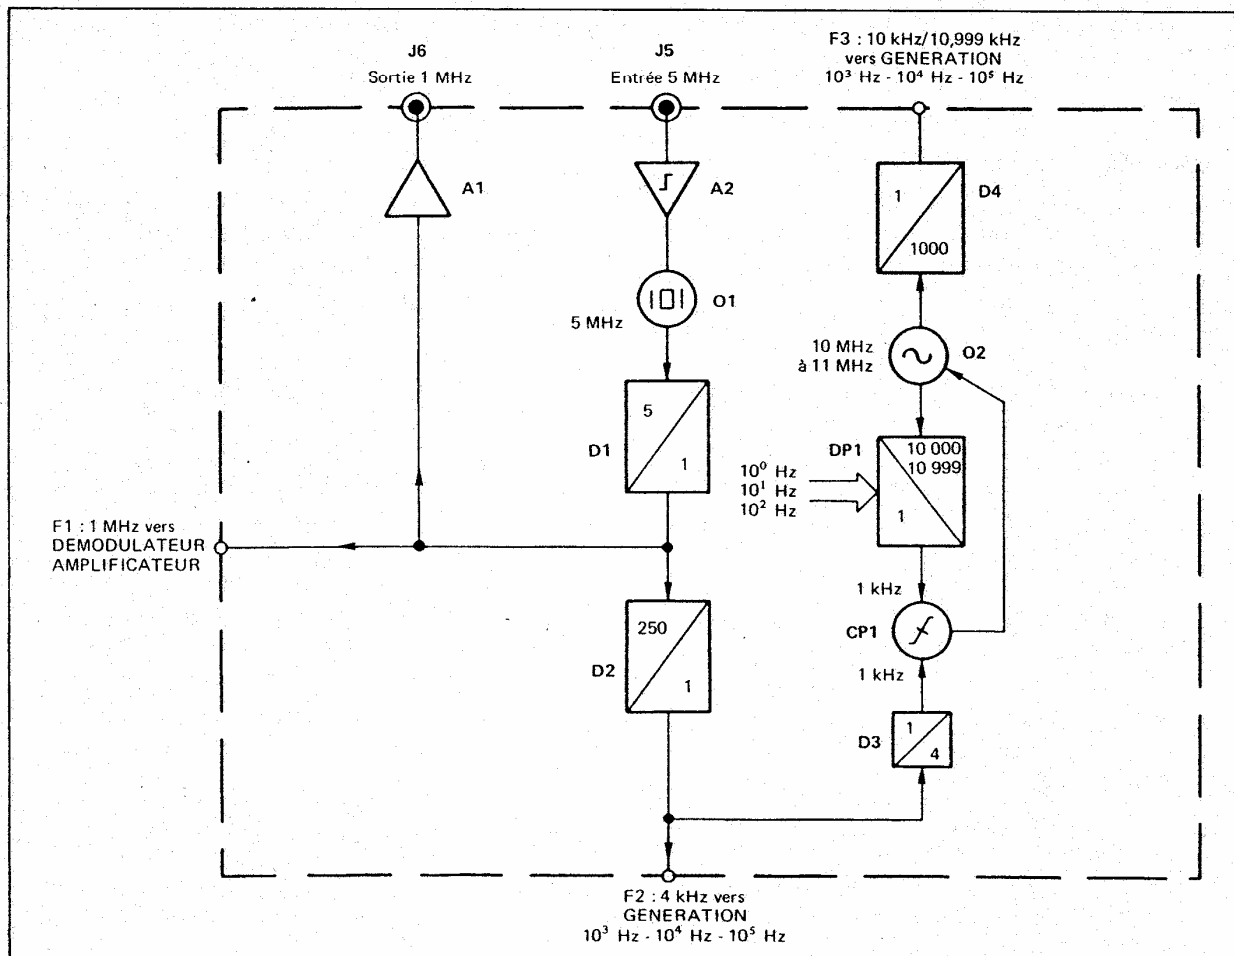 J6
Sortie 1 MHz
J5
Entrée 5 MHz
F3 : 10 kHz/10,999 kHz
vers GENERATION
10³ Hz - 10⁴ Hz - 10⁵ Hz
A1
A2
D4
1
1000
O1
5 MHz
10 MHz
à 11 MHz
O2
5
D1
1
DP1
10 000
10 999
1
10⁰ Hz
10¹ Hz
10² Hz
F1 : 1 MHz vers
DEMODULATEUR
AMPLIFICATEUR
1 kHz
CP1
1 kHz
250
D2
1
D3
1
4
F2 : 4 kHz vers
GENERATION
10³ Hz - 10⁴ Hz - 10⁵ Hz